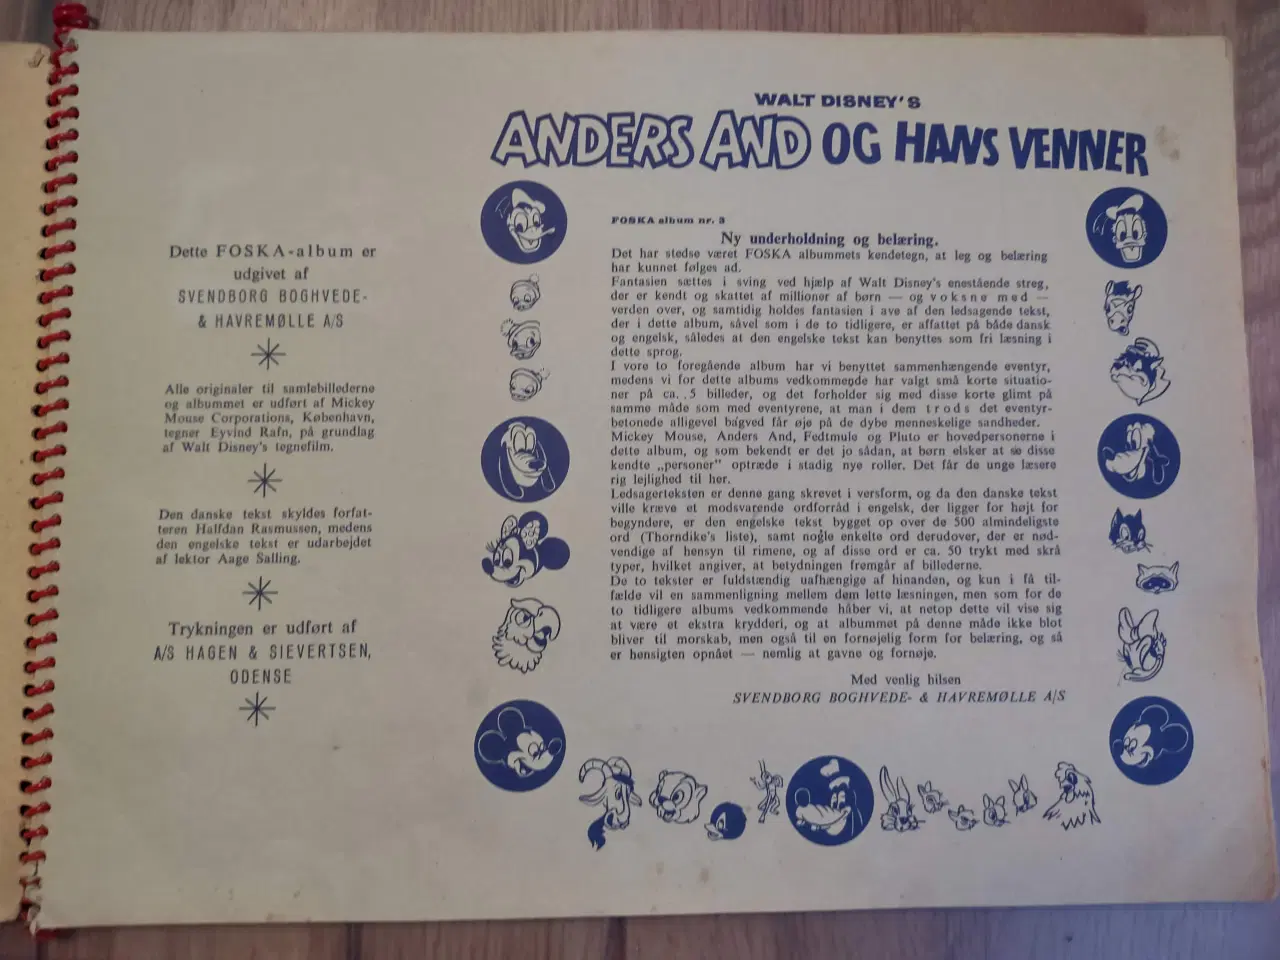 Dette FOSKA-album er
udgivet af
SVENDBORG BOGHVEDE-
& HAVREMØLLE A/S
Alle originaler til samlebillederne
og albummet er udført af Mickey
Mouse Corporations, København,
tegner Eyvind Rafn, på grundlag
af Walt Disney's tegnefilm.
Den danske tekst skyldes forfat-
teren Halfdan Rasmussen, medens
den engelske tekst er udarbejdet
af lektor Aage Salling.
Trykningen er udført af
A/S HAGEN & SIEVERTSEN,
ODENSE
WALT DISNEY'S
ANDERS AND OG HANS VENNER
FOSKA album nr. 3
Ny underholdning og belæring.
Det har stedse været FOSKA albummets kendetegn, at leg og belæring
har kunnet følges ad.
Fantasien sættes i sving ved hjælp af Walt Disney's enestående streg,
der er kendt og skattet af millioner af børn — og voksne med —
verden over, og samtidig holdes fantasien i ave af den ledsagende tekst,
der i dette album, såvel som i de to tidligere, er affattet på både dansk
og engelsk, således at den engelske tekst kan benyttes som fri læsning i
dette sprog.
I vore to foregående album har vi benyttet sammenhængende eventyr,
medens vi for dette albums vedkommende har valgt små korte situatio-
ner på ca. 5 billeder, og det forholder sig med disse korte glimt på
samme måde som med eventyrene, at man i dem trods det eventyr-
betonede alligevel bagved får øje på de dybe menneskelige sandheder.
Mickey Mouse, Anders And, Fedtmule og Pluto er hovedpersonerne i
dette album, og som bekendt er det jo sådan, at børn elsker at se disse
kendte „personer" optræde i stadig nye roller. Det får de unge læsere
rig lejlighed til her.
Ledsagerteksten er denne gang skrevet i versform, og da den danske tekst
ville kræve et modsvarende ordforråd i engelsk, der ligger for højt for
begyndere, er den engelske tekst bygget op over de 500 almindeligste
ord (Thorndike's liste), samt nogle enkelte ord derudover, der er nød-
vendige af hensyn til rimene, og af disse ord er ca. 50 trykt med skrå
typer, hvilket angiver, at betydningen fremgår af billederne.
De to tekster er fuldstændig uafhængige af hinanden, og kun i få til-
fælde vil en sammenligning mellem dem lette læsningen, men som for de
to tidligere albums vedkommende håber vi, at netop dette vil vise sig
at være et ekstra krydderi, og at albummet på denne måde ikke blot
bliver til morskab, men også til en fornøjelig form for belæring, og så
er hensigten opnået — nemlig at gavne og fornøje.
Med venlig hilsen
SVENDBORG BOGHVEDE- & HAVREMØLLE A/S